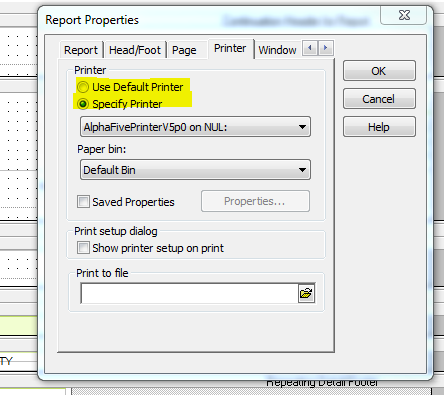 Continuation Header to Report
Report Properties
Report Head/Foot Page Printer Window
Printer
Use Default Printer
Specify Printer
AlphaFivePrinterV5p0 on NUL:
Paper bin:
Default Bin
Saved Properties Properties...
Print setup dialog
Show printer setup on print
Print to file
OK
Cancel
Help
TY
Repeating Detail Footer